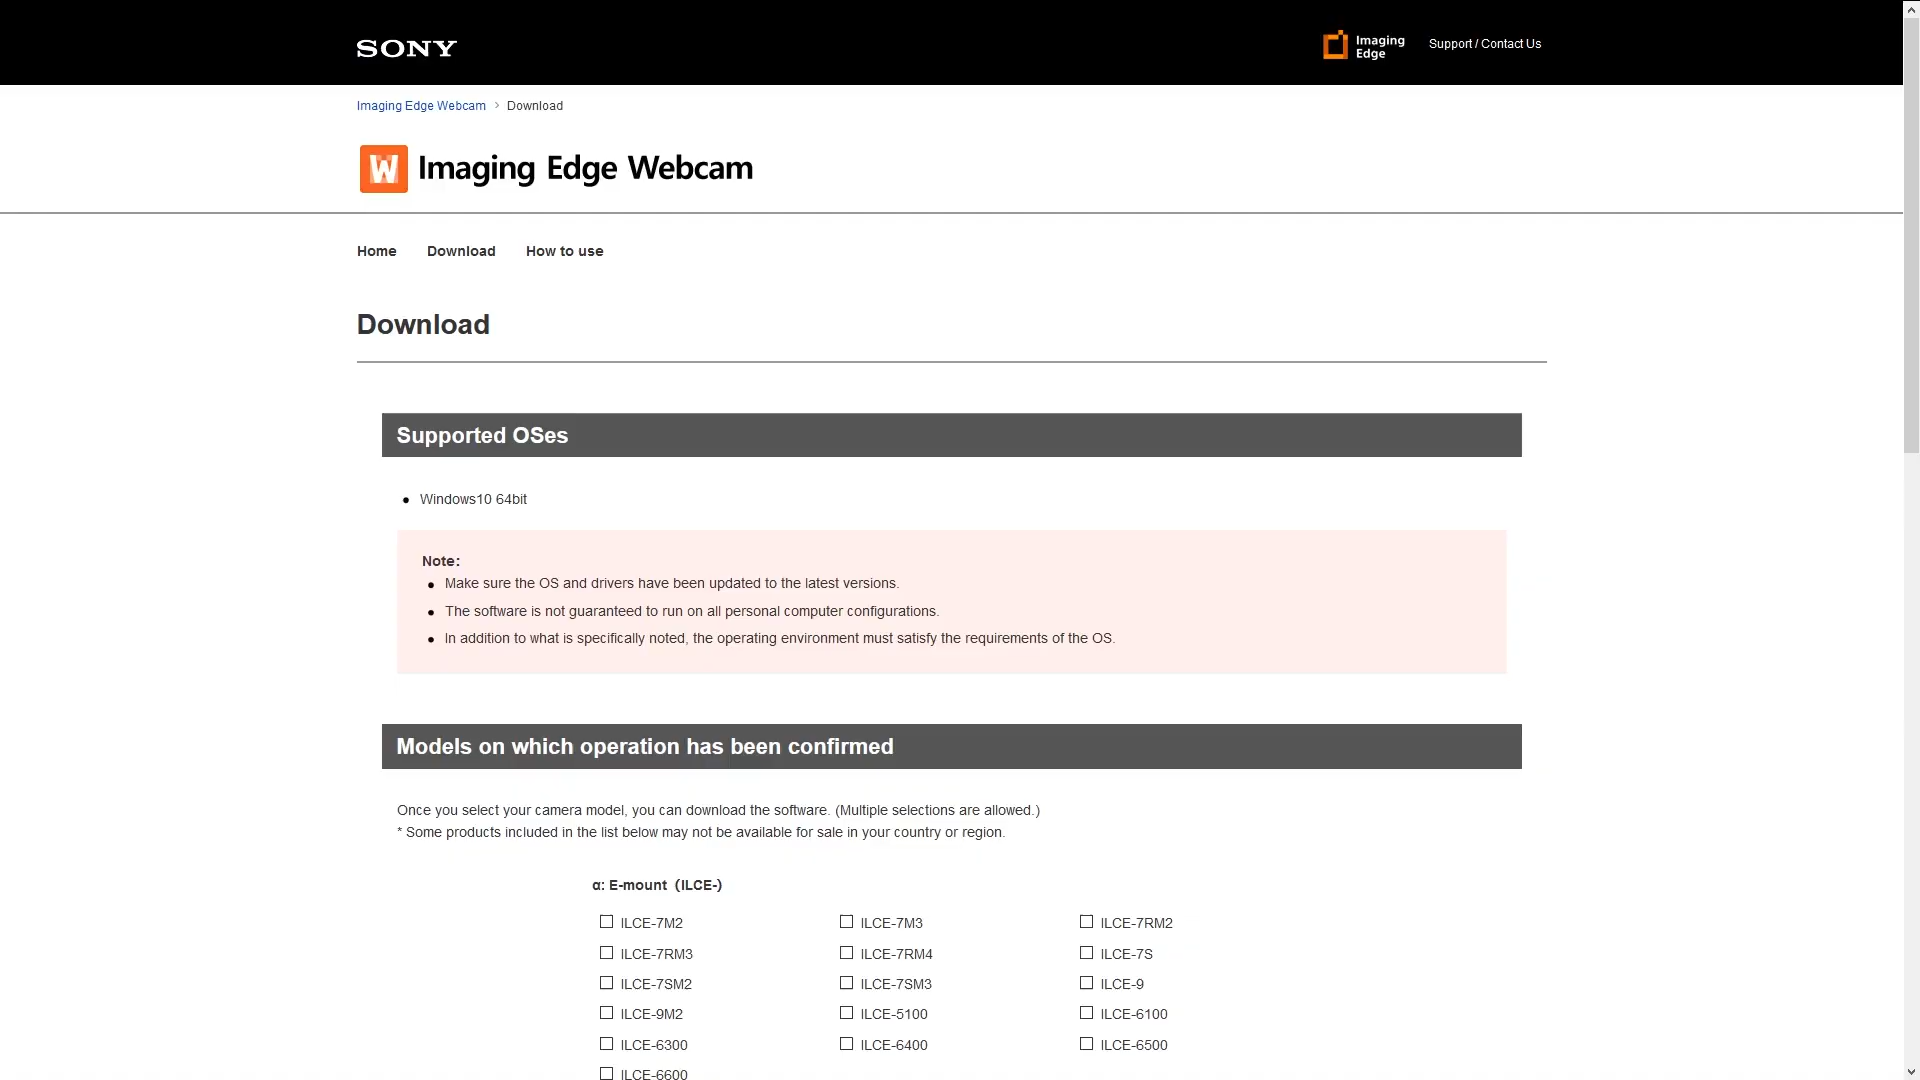 SONY
Imaging
Edge
Support / Contact Us
Imaging Edge Webcam > Download
W Imaging Edge Webcam
Home Download How to use
Download
Supported OSes
• Windows10 64bit
Note:
• Make sure the OS and drivers have been updated to the latest versions.
• The software is not guaranteed to run on all personal computer configurations.
• In addition to what is specifically noted, the operating environment must satisfy the requirements of the OS.
Models on which operation has been confirmed
Once you select your camera model, you can download the software. (Multiple selections are allowed.)
* Some products included in the list below may not be available for sale in your country or region.
α: E-mount（ILCE-)
ILCE-7M2 ILCE-7M3 ILCE-7RM2
ILCE-7RM3 ILCE-7RM4 ILCE-7S
ILCE-7SM2 ILCE-7SM3 ILCE-9
ILCE-9M2 ILCE-5100 ILCE-6100
ILCE-6300 ILCE-6400 ILCE-6500
ILCE-6600